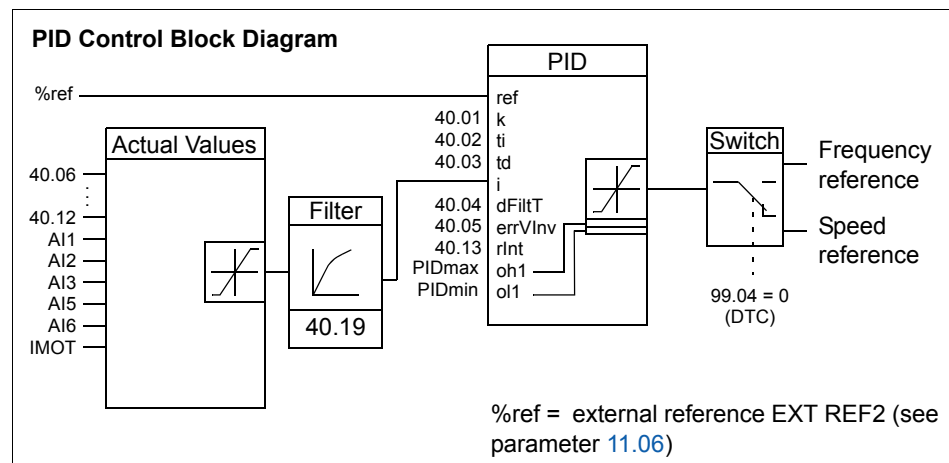 PID Control Block Diagram
PID
%ref
ref
40.01
k
40.02
ti
40.03
td
i
40.04
dFiltT
40.05
errVInv
40.13
rInt
PIDmax
oh1
PIDmin
ol1
Actual Values
40.06
40.12
AI1
AI2
AI3
AI5
AI6
IMOT
Filter
40.19
Switch
Frequency
reference
Speed
reference
99.04 = 0
(DTC)
%ref = external reference EXT REF2 (see
parameter 11.06)